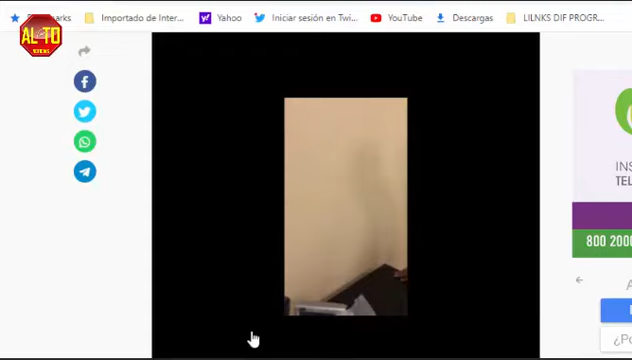 Importado de Inter...
Yahoo
Iniciar sesión en Twi...
YouTube
Descargas
LILNKS DIF PROGR...
AL TO
INS
TEL
800 2000
A
¿Po